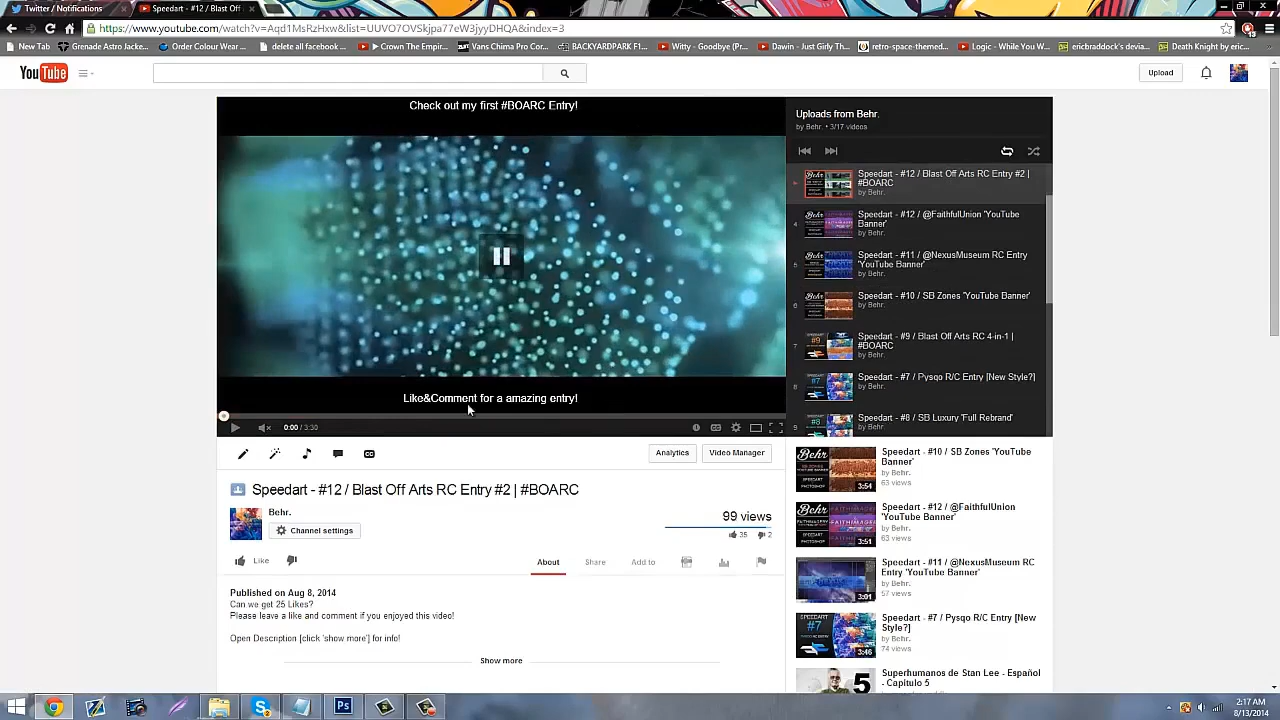 Twitter / Notifications
Speedart - #12 / Blast Off
https://www.youtube.com/watch?v=Aqd1MsRzHxw&list=UUVO7OVSkjpa7eW3jyyDHQA&index=3
New Tab
Grenade Astro Jacke...
Order Colour Wear...
delete all facebook ...
▶ Crown The Empir...
Vans Chima Pro Cor...
BACKYARDPARK F1...
Witty - Goodbye (Pr...
Dawin - Just Girly Th...
retro-space-themed...
Logic - While You W...
ericbraddock's devia...
Death Knight by eric...
YouTube
Upload
Check out my first #BOARC Entry!
Like&Comment for a amazing entry!
0:00 / 3:30
Uploads from Behr.
by Behr. • 3/17 videos
Speedart - #12 / Blast Off Arts RC Entry #2 |
#BOARC
by Behr.
4
Speedart - #12 / @FaithfulUnion 'YouTube
Banner'
by Behr.
5
Speedart - #11 / @NexusMuseum RC Entry
'YouTube Banner'
by Behr.
6
Speedart - #10 / SB Zones 'YouTube Banner'
by Behr.
7
Speedart - #9 / Blast Off Arts RC 4-in-1 |
#BOARC
by Behr.
8
Speedart - #7 / Pysqo R/C Entry [New Style?]
by Behr.
9
Speedart - #8 / SB Luxury 'Full Rebrand'
by Behr.
Analytics
Video Manager
Speedart - #12 / Blast Off Arts RC Entry #2 | #BOARC
Behr.
Channel settings
99 views
35
2
Like
About
Share
Add to
Published on Aug 8, 2014
Can we get 25 Likes?
Please leave a like and comment if you enjoyed this video!
Open Description [click 'show more'] for info!
Show more
Behr
3:54
Speedart - #10 / SB Zones 'YouTube
Banner'
by Behr.
63 views
Behr
3:51
Speedart - #12 / @FaithfulUnion
'YouTube Banner'
by Behr.
63 views
3:01
Speedart - #11 / @NexusMuseum RC
Entry 'YouTube Banner'
by Behr.
57 views
SPEEDART
#7
3:46
Speedart - #7 / Pysqo R/C Entry [New
Style?]
by Behr.
74 views
5
Superhumanos de Stan Lee - Español
- Capitulo 5
2:17 AM
8/13/2014